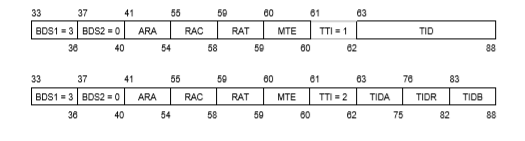 33 37 41 55 59 60 61 63
BDS1 = 3 BDS2 = 0 ARA RAC RAT MTE TTI = 1 TID
36 40 54 58 59 60 62 88
33 37 41 55 59 60 61 63 76 83
BDS1 = 3 BDS2 = 0 ARA RAC RAT MTE TTI = 2 TIDA TIDR TIDB
36 40 54 58 59 60 62 75 82 88